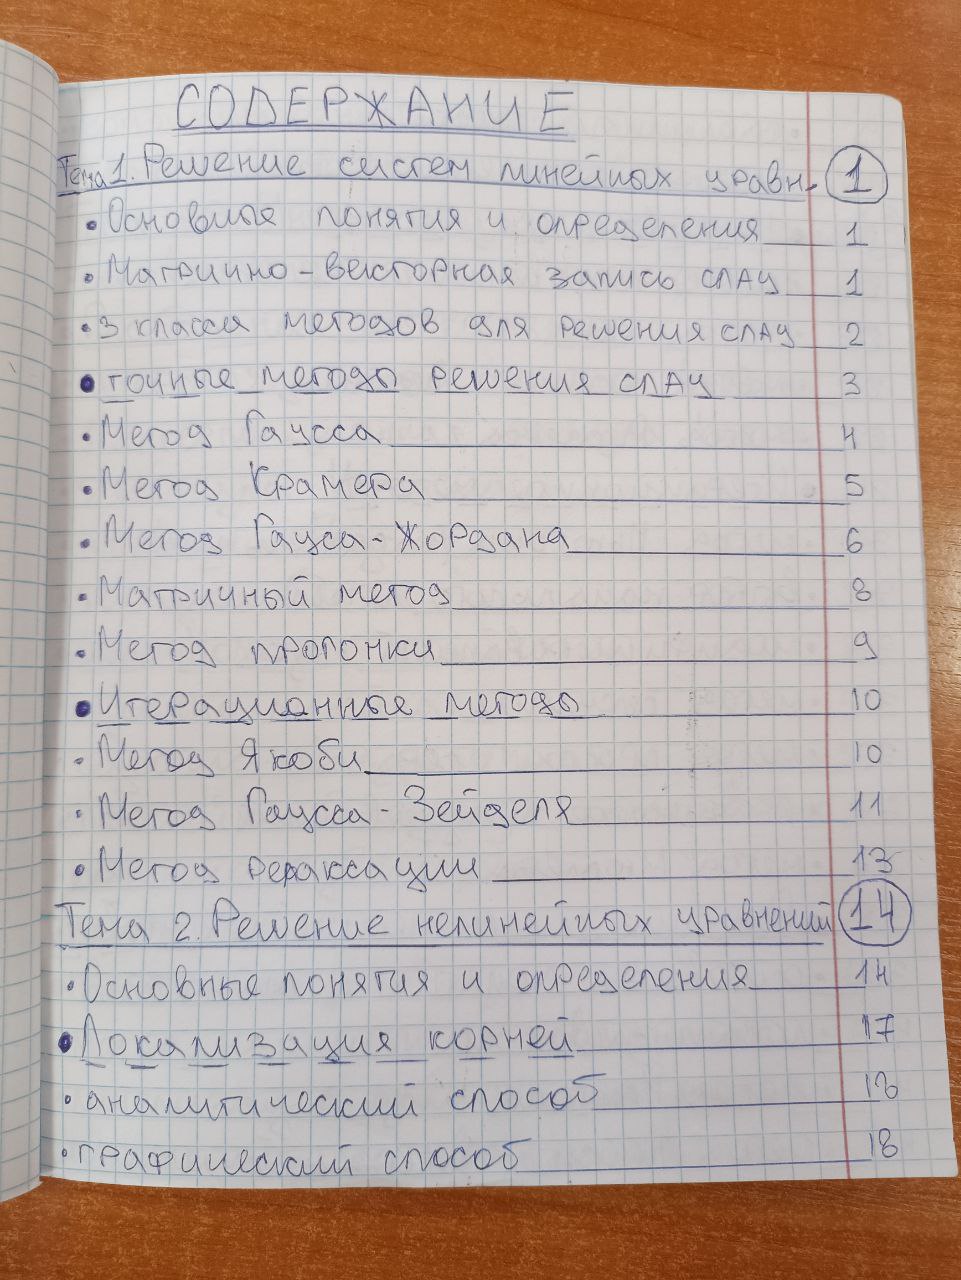 СОДЕРЖАНИЕ
Тема 1. Решение систем линейных уравн. 1
• Основные понятия и определения 1
• Матрично-векторная запись СЛАУ 1
• 3 класса методов для решения СЛАУ 2
• точные методы решения СЛАУ 3
• Метод Гаусса 4
• Метод Крамера 5
• Метод Гауса-Жордана 6
• Матричный метод 8
• Метод прогонки 9
• Итерационные методы 10
• Метод Якоби 10
• Метод Гаусса-Зейделя 11
• Метод релаксации 13
Тема 2. Решение нелинейных уравнений 14
• Основные понятия и определения 14
• Локализация корней 17
• аналитический способ 18
• графический способ 18